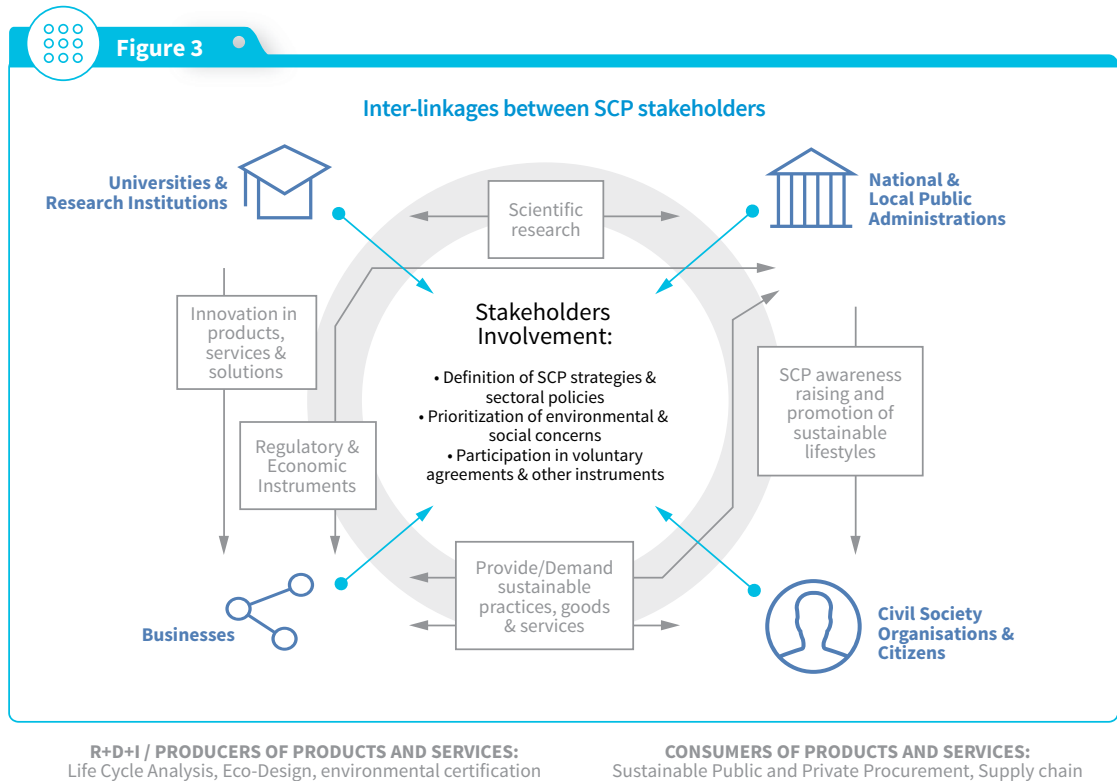 Figure 3
Inter-linkages between SCP stakeholders
Universities &
Research Institutions
National &
Local Public
Administrations
Scientific
research
Innovation in
products,
services &
solutions
Stakeholders
Involvement:
• Definition of SCP strategies &
sectoral policies
• Prioritization of environmental &
social concerns
• Participation in voluntary
agreements & other instruments
SCP awareness
raising and
promotion of
sustainable
lifestyles
Regulatory &
Economic
Instruments
Provide/Demand
sustainable
practices, goods
& services
Businesses
Civil Society
Organisations &
Citizens
R+D+I / PRODUCERS OF PRODUCTS AND SERVICES:
Life Cycle Analysis, Eco-Design, environmental certification
CONSUMERS OF PRODUCTS AND SERVICES:
Sustainable Public and Private Procurement, Supply chain